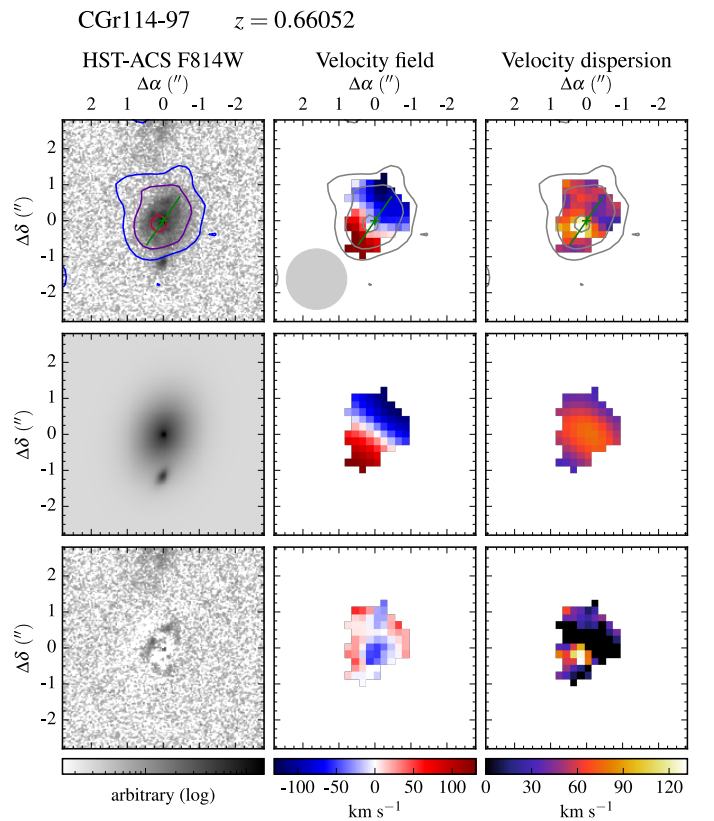 CGr114-97 z = 0.66052
HST-ACS F814W Velocity field Velocity dispersion
Δα (″) Δα (″) Δα (″)
2 1 0 -1 -2 2 1 0 -1 -2 2 1 0 -1 -2
Δδ (″)
2
1
0
-1
-2
Δδ (″)
2
1
0
-1
-2
Δδ (″)
2
1
0
-1
-2
arbitrary (log)
-100 -50 0 50 100
km s⁻¹
0 30 60 90 120
km s⁻¹